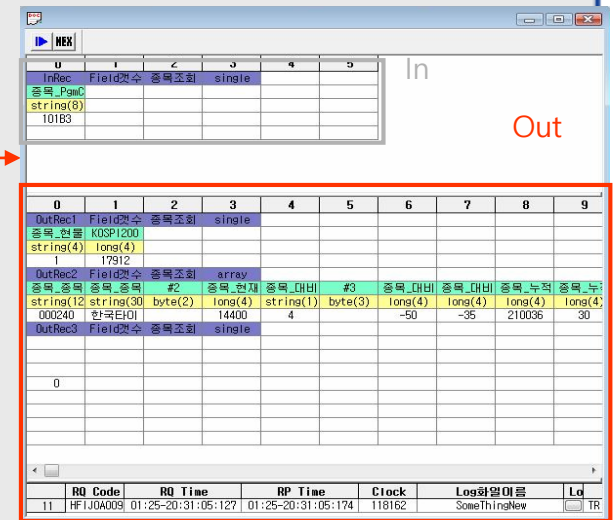 HEX
0 1 2 3 4 5
InRec Field갯수 종목조회 single
종목_PgmC
string(8)
101B3
In
Out
0 1 2 3 4 5 6 7 8 9
OutRec1 Field갯수 종목조회 single
종목_현물 KOSPI200
string(4) long(4)
1 17912
OutRec2 Field갯수 종목조회 array
종목_종목 종목_종목 #2 종목_현재 종목_대비 #3 종목_대비 종목_대비 종목_누적 종목_누적
string(12 string(30 byte(2) long(4) string(1) byte(3) long(4) long(4) long(4) long(4)
000240 한국타이 14400 4 -50 -35 210036 30
OutRec3 Field갯수 종목조회 single
0
RQ Code RQ Time RP Time Clock Log화일이름 Lo
11 HFIJOA009 01:25-20:31:05:127 01:25-20:31:05:174 118162 SomeThingNew TR